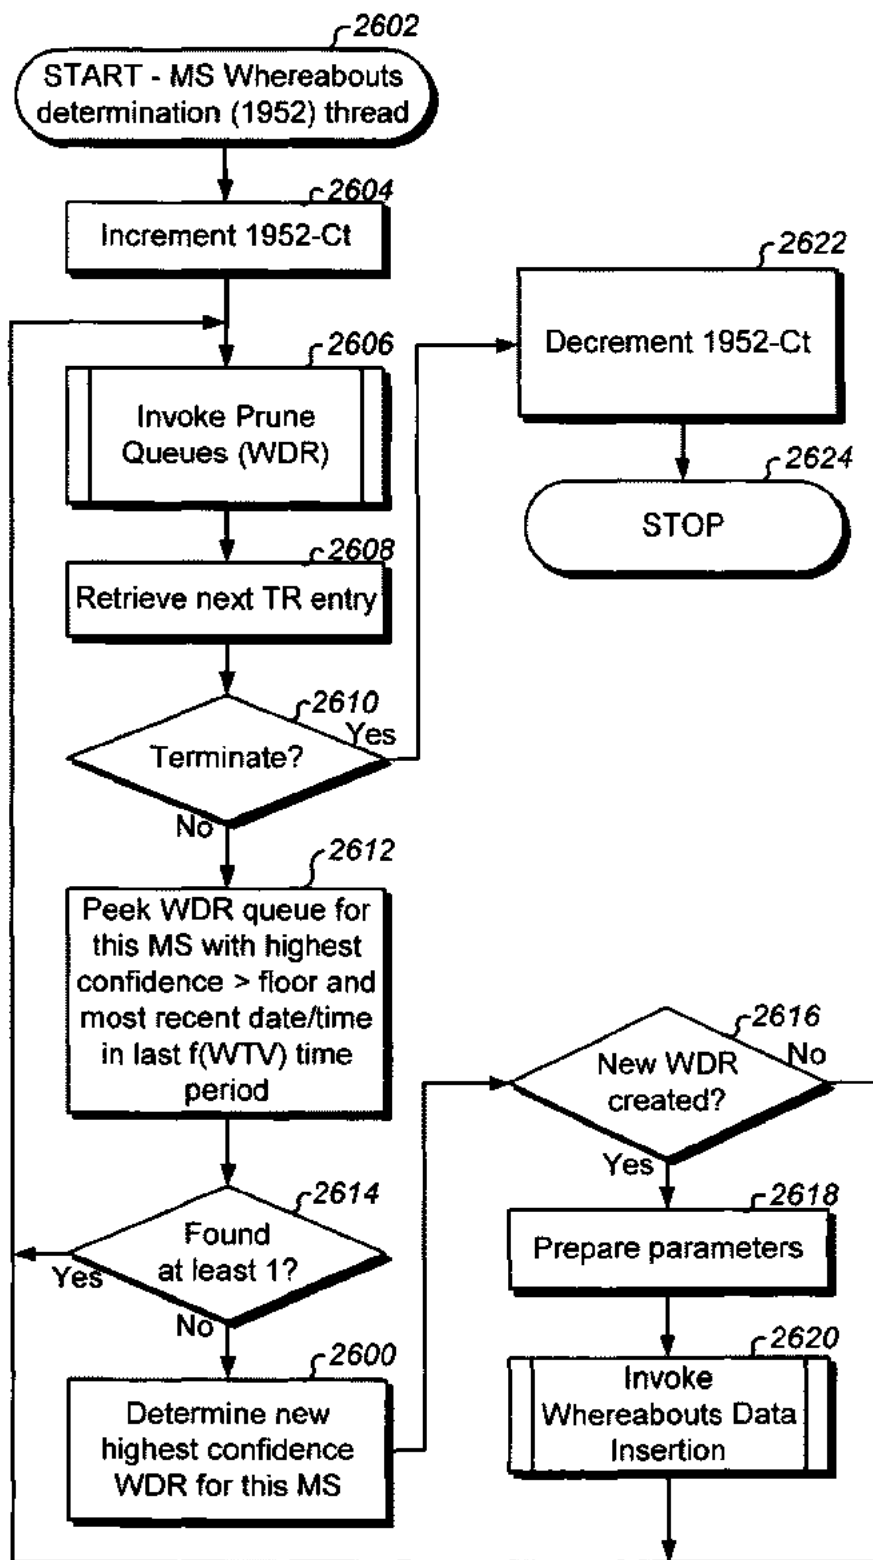 2602
START - MS Whereabouts
determination (1952) thread
2604
Increment 1952-Ct
2606
Invoke Prune
Queues (WDR)
2608
Retrieve next TR entry
2610
Terminate?
Yes
No
2622
Decrement 1952-Ct
2624
STOP
2612
Peek WDR queue for
this MS with highest
confidence > floor and
most recent date/time
in last f(WTV) time
period
2614
Found
at least 1?
Yes
No
2600
Determine new
highest confidence
WDR for this MS
2616
New WDR
created?
No
Yes
2618
Prepare parameters
2620
Invoke
Whereabouts Data
Insertion